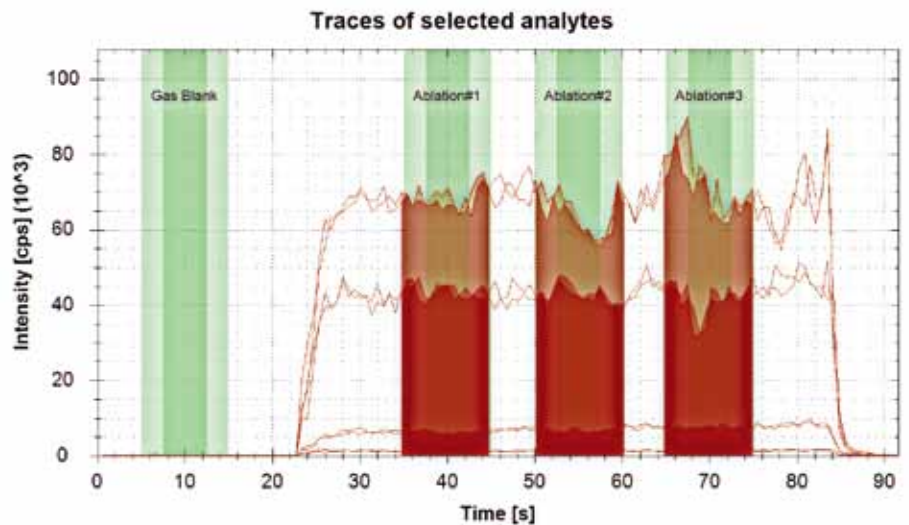 Traces of selected analytes
Intensity [cps] (10^3)
100
80
60
40
20
0
Gas Blank
Ablation#1
Ablation#2
Ablation#3
0 10 20 30 40 50 60 70 80 90
Time [s]